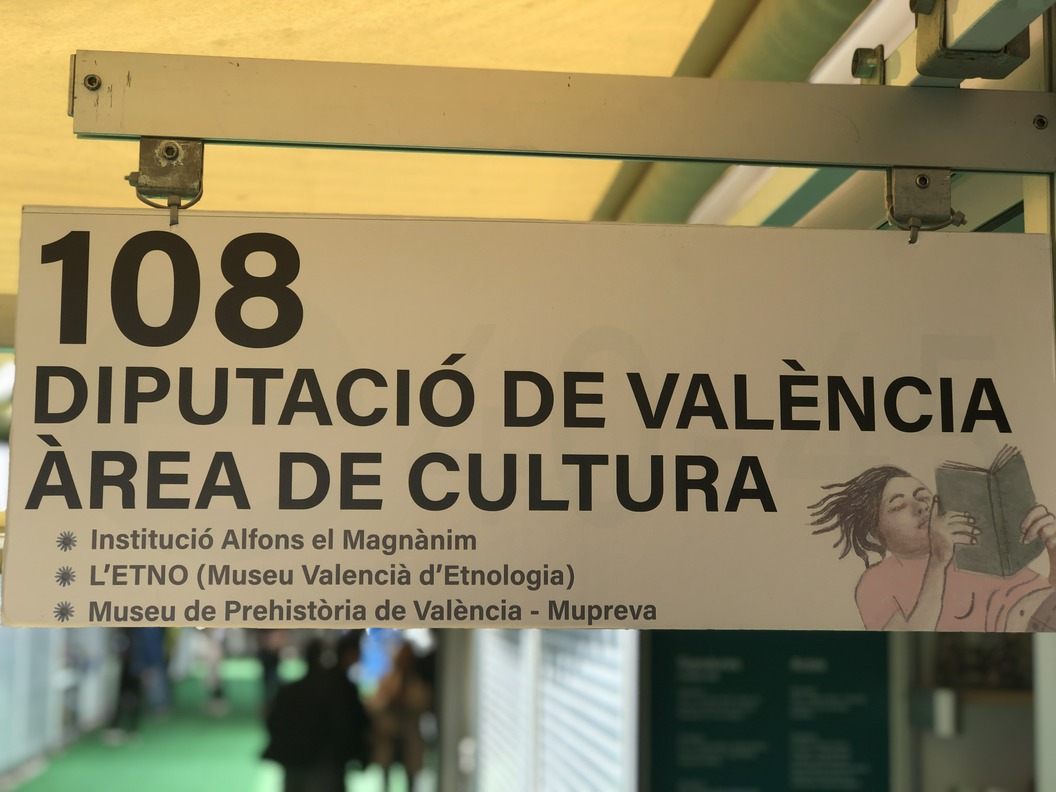 108
DIPUTACIÓ DE VALÈNCIA
ÀREA DE CULTURA
Institució Alfons el Magnànim
L'ETNO (Museu Valencià d'Etnologia)
Museu de Prehistòria de València - Mupreva